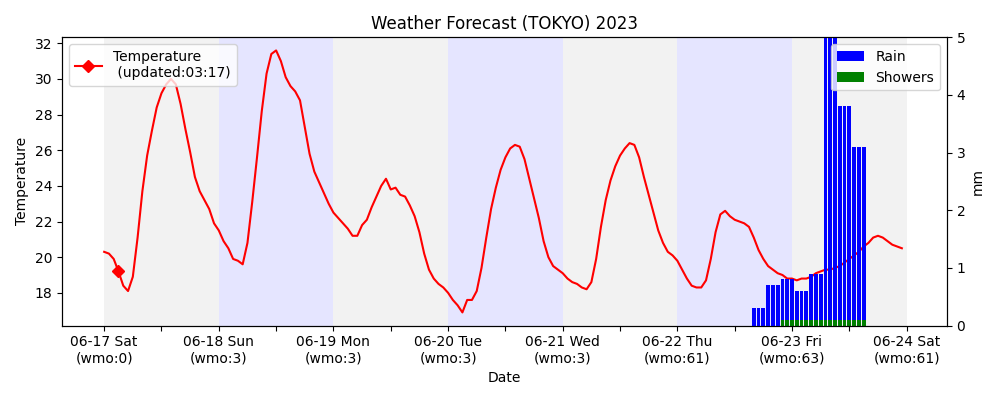 Weather Forecast (TOKYO) 2023
Temperature
(updated:03:17)
Rain
Showers
32
30
28
26
24
22
20
18
Temperature
5
4
3
2
1
0
mm
06-17 Sat
(wmo:0)
06-18 Sun
(wmo:3)
06-19 Mon
(wmo:3)
06-20 Tue
(wmo:3)
06-21 Wed
(wmo:3)
06-22 Thu
(wmo:61)
06-23 Fri
(wmo:63)
06-24 Sat
(wmo:61)
Date